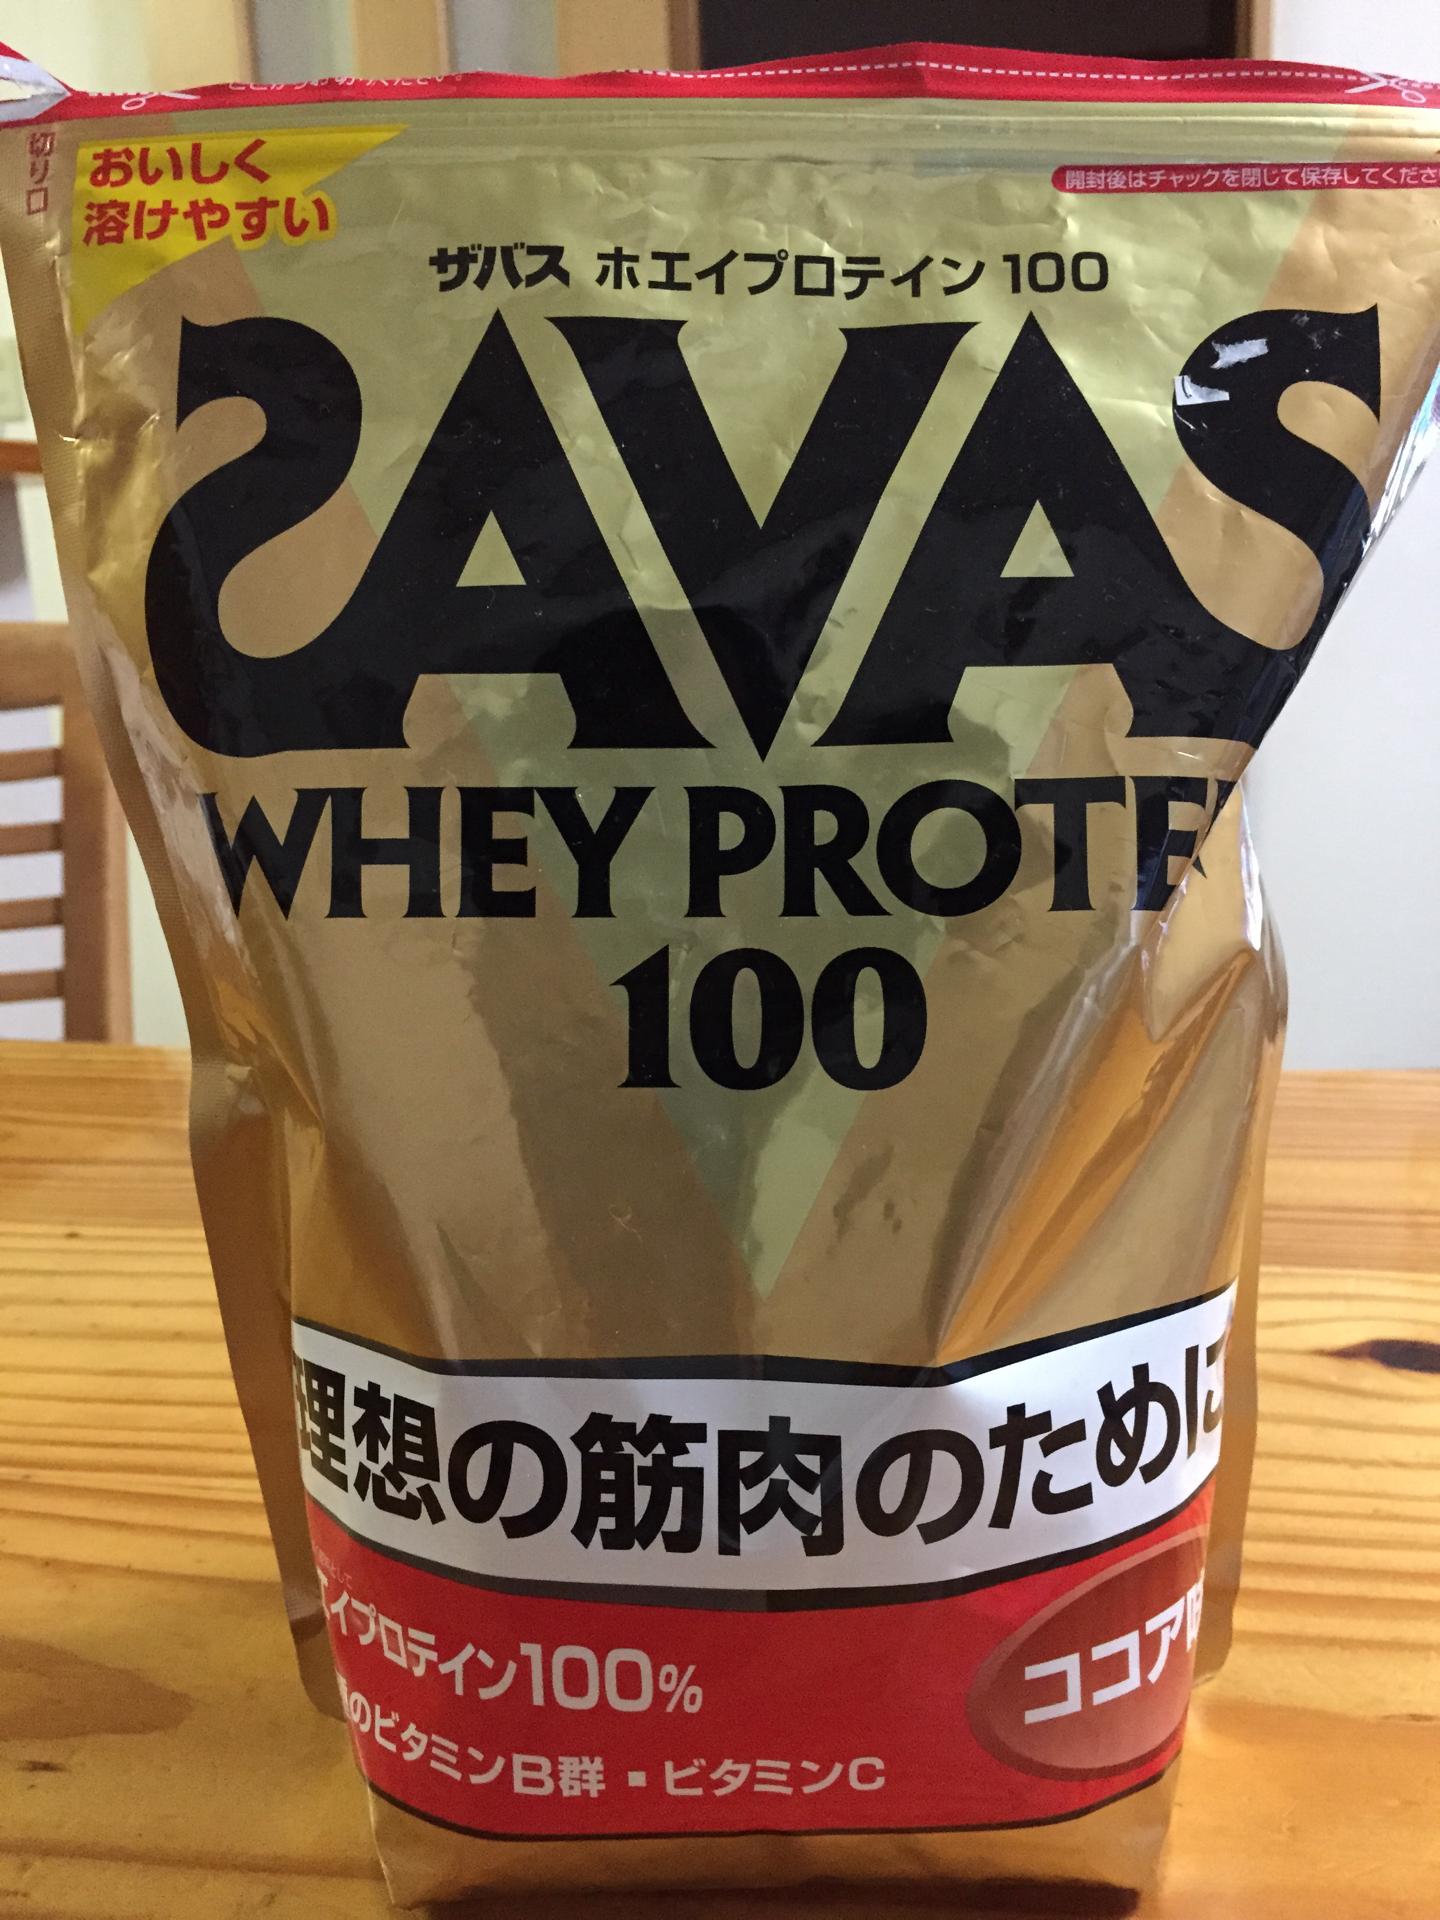 切り口
おいしく
溶けやすい
開封後はチャックを閉じて保存してくださ
ザバス ホエイプロテイン100
SAVAS
WHEY PROTE
100
理想の筋肉のために
エイプロテイン100%
のビタミンB群・ビタミンC
ココア味